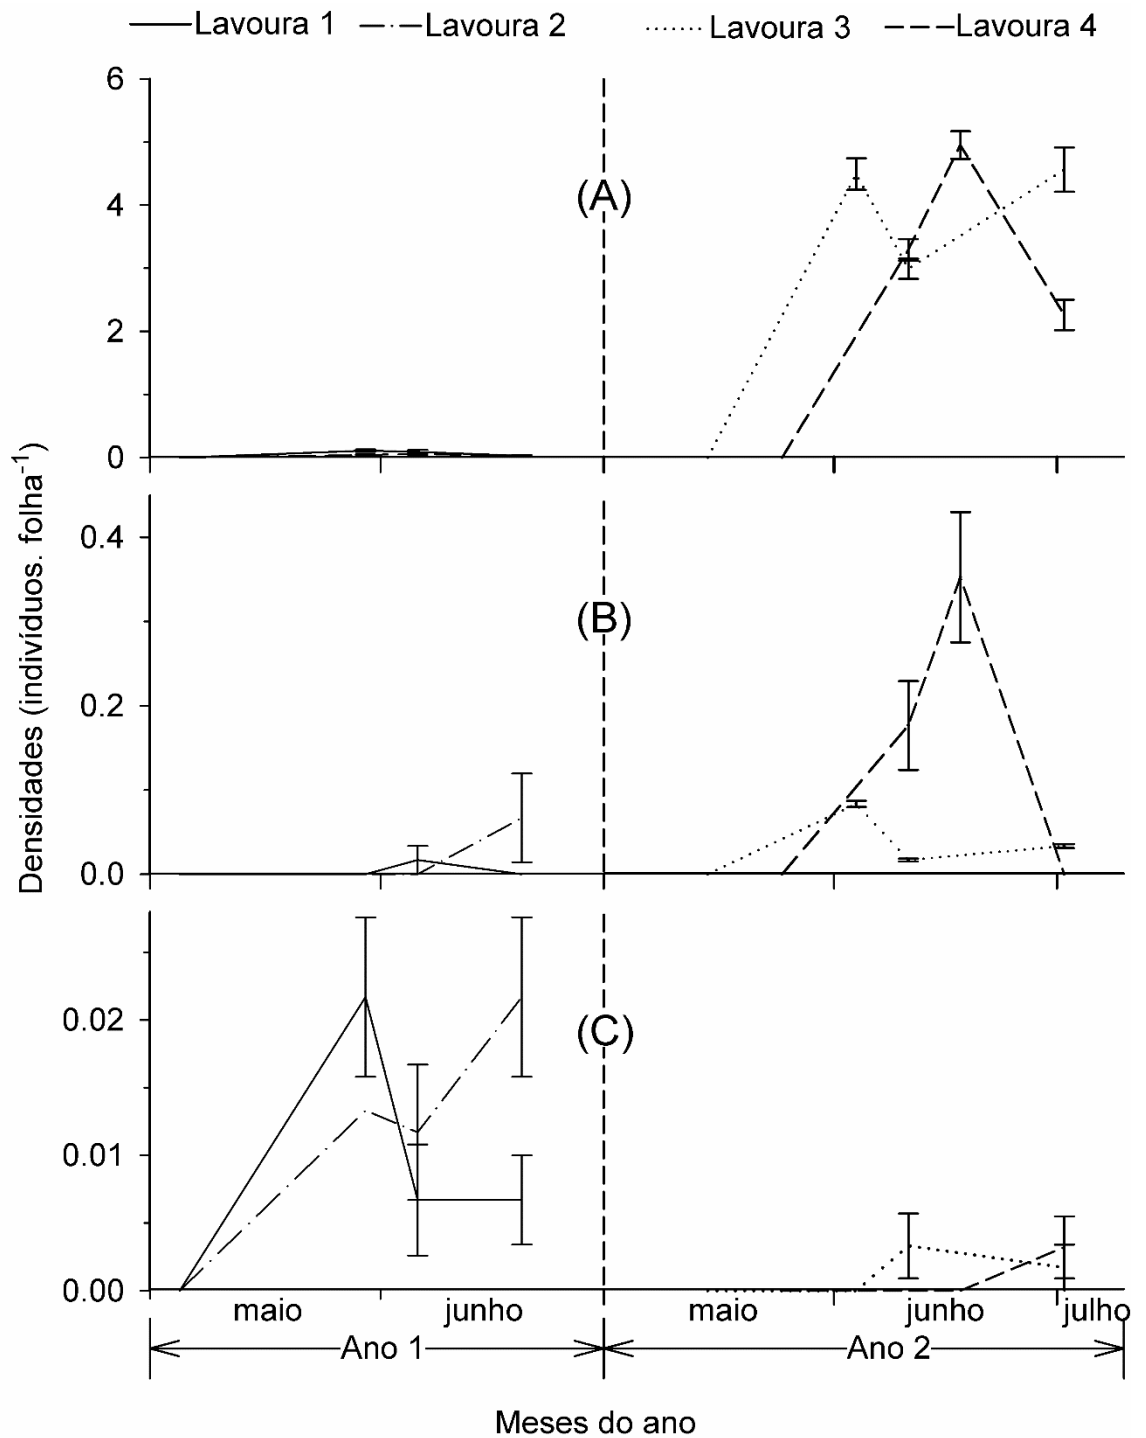 Lavoura 1 Lavoura 2 Lavoura 3 Lavoura 4
6
4
2
0
(A)
Densidades (indivíduos. folha⁻¹)
0.4
0.2
0.0
(B)
0.02
0.01
0.00
(C)
maio junho maio junho julho
Ano 1 Ano 2
Meses do ano